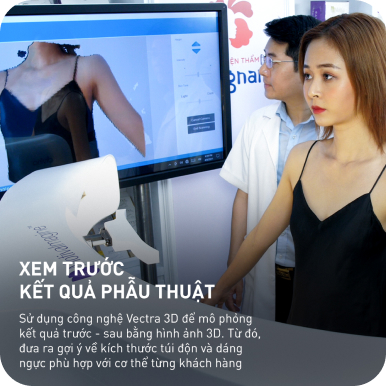 XEM TRƯỚC
KẾT QUẢ PHẪU THUẬT
Sử dụng công nghệ Vectra 3D để mô phỏng
kết quả trước - sau bằng hình ảnh 3D. Từ đó,
đưa ra gợi ý về kích thước túi độn và dáng
ngực phù hợp với cơ thể từng khách hàng